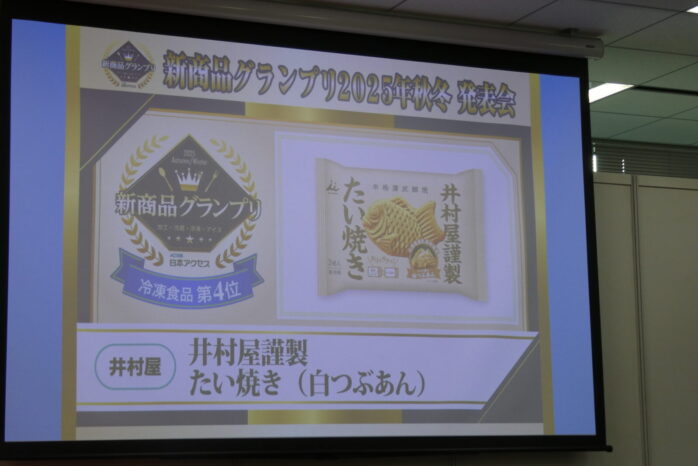 新商品グランプリ2025年秋冬 発表会
新商品グランプリ
2025
Autumn/Winter
新商品グランプリ
日本アクセス
冷凍食品 第4位
井村屋謹製
たい焼き
井村屋
井村屋謹製
たい焼き（白つぶあん）